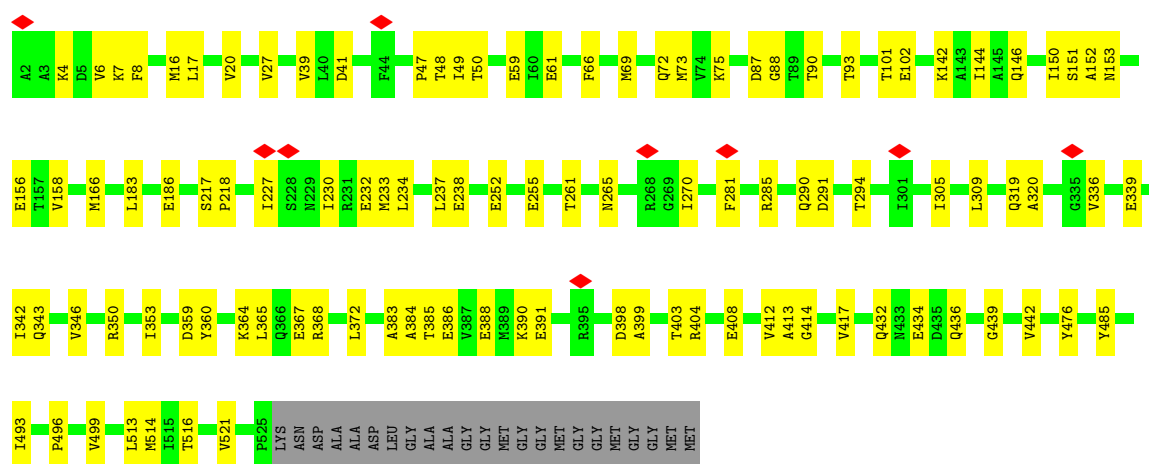 A2 A3 K4 D5 V6 K7 F8 M16 L17 V20 V27 V39 L40 D41 F44 P47 T48 I49 T50 E59 I60 E61 F66 M69 Q72 M73 V74 K75 D87 G88 T89 T90 T93 T101 E102 K142 A143 I144 A145 Q146 I150 S151 A152 N153
E156 T157 V158 M166 L183 E186 S217 P218 I227 S228 N229 I230 R231 E232 M233 L234 L237 E238 E252 E255 T261 N265 R268 G269 I270 F281 R285 Q290 D291 T294 I301 I305 L309 Q319 A320 G335 V336 E339
I342 Q343 V346 R350 I353 D359 Y360 K364 L365 Q366 E367 R368 L372 A383 A384 T385 E386 V387 E388 M389 K390 E391 R395 D398 A399 T403 R404 E408 V412 A413 G414 V417 Q432 N433 E434 D435 Q436 G439 V442 Y476 Y485
I493 P496 V499 L513 M514 I515 T516 V521 P525 LYS ASN ASP ALA ALA ASP LEU GLY ALA ALA GLY GLY MET GLY GLY MET GLY GLY MET GLY GLY MET MET